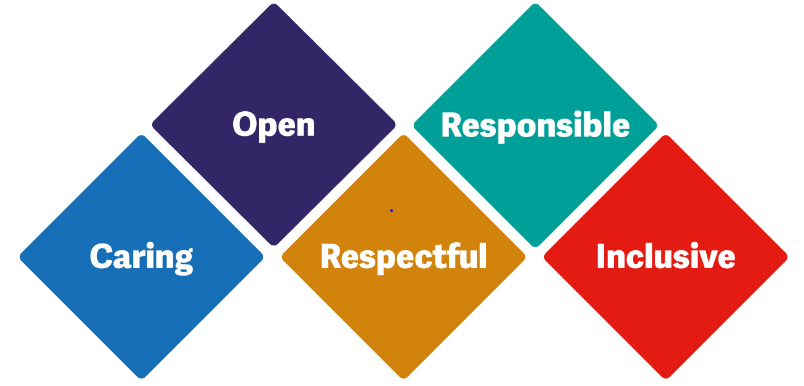 Open
Responsible
Caring
Respectful
Inclusive